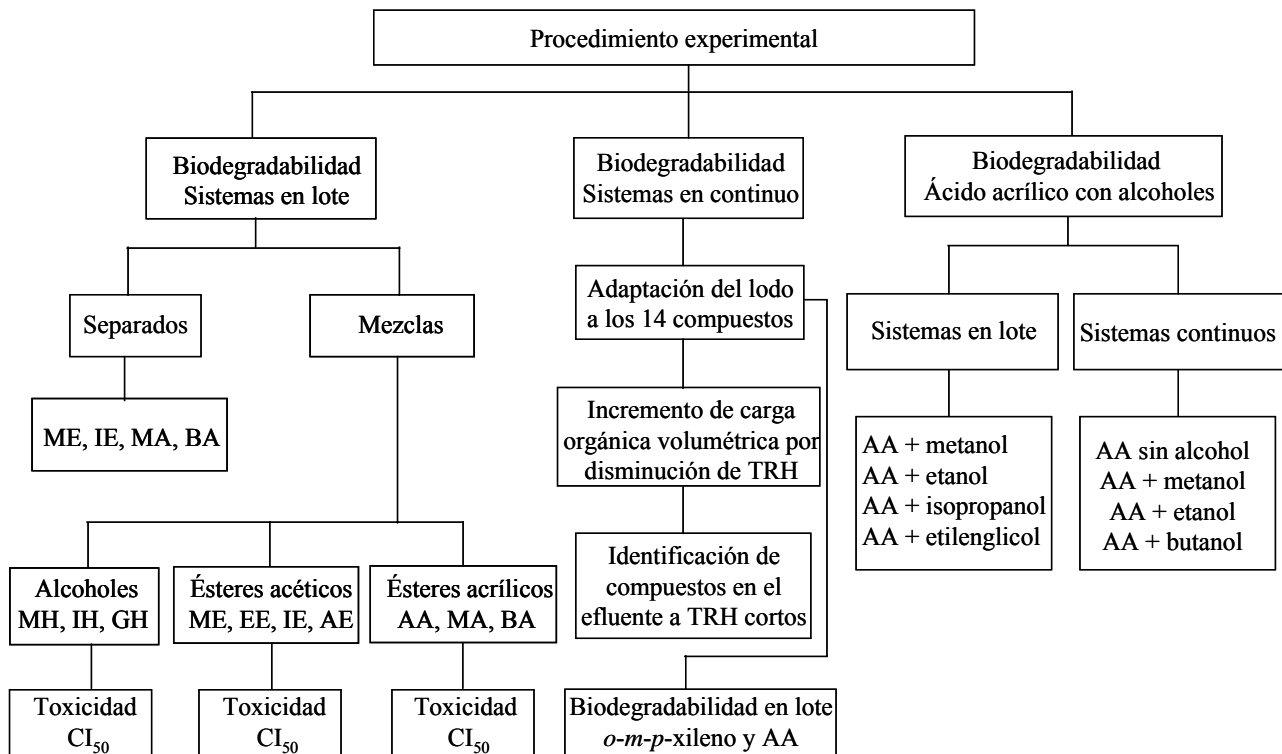 Procedimiento experimental
Biodegradabilidad
Sistemas en lote
Biodegradabilidad
Sistemas en continuo
Biodegradabilidad
Ácido acrílico con alcoholes
Separados
Mezclas
Adaptación del lodo
a los 14 compuestos
Sistemas en lote
Sistemas continuos
ME, IE, MA, BA
Incremento de carga
orgánica volumétrica por
disminución de TRH
AA + metanol
AA + etanol
AA + isopropanol
AA + etilenglicol
AA sin alcohol
AA + metanol
AA + etanol
AA + butanol
Alcoholes
MH, IH, GH
Ésteres acéticos
ME, EE, IE, AE
Ésteres acrílicos
AA, MA, BA
Identificación de
compuestos en el
efluente a TRH cortos
Toxicidad
CI₅₀
Toxicidad
CI₅₀
Toxicidad
CI₅₀
Biodegradabilidad en lote
o-m-p-xileno y AA